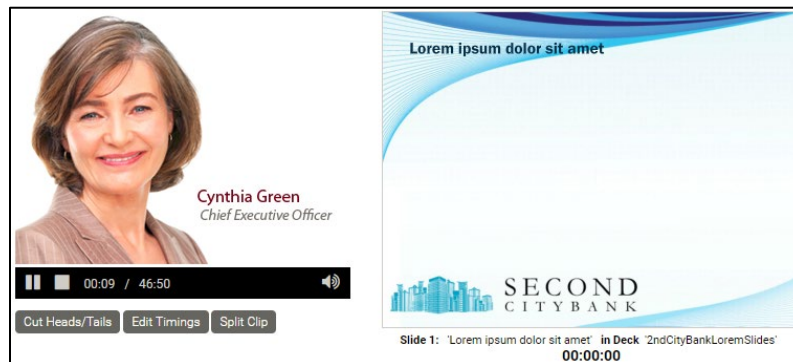 Cynthia Green
Chief Executive Officer
00:09 / 46:50
Cut Heads/Tails Edit Timings Split Clip
Lorem ipsum dolor sit amet
SECOND
CITYBANK
Slide 1: 'Lorem ipsum dolor sit amet' in Deck '2ndCityBankLoremSlides'
00:00:00